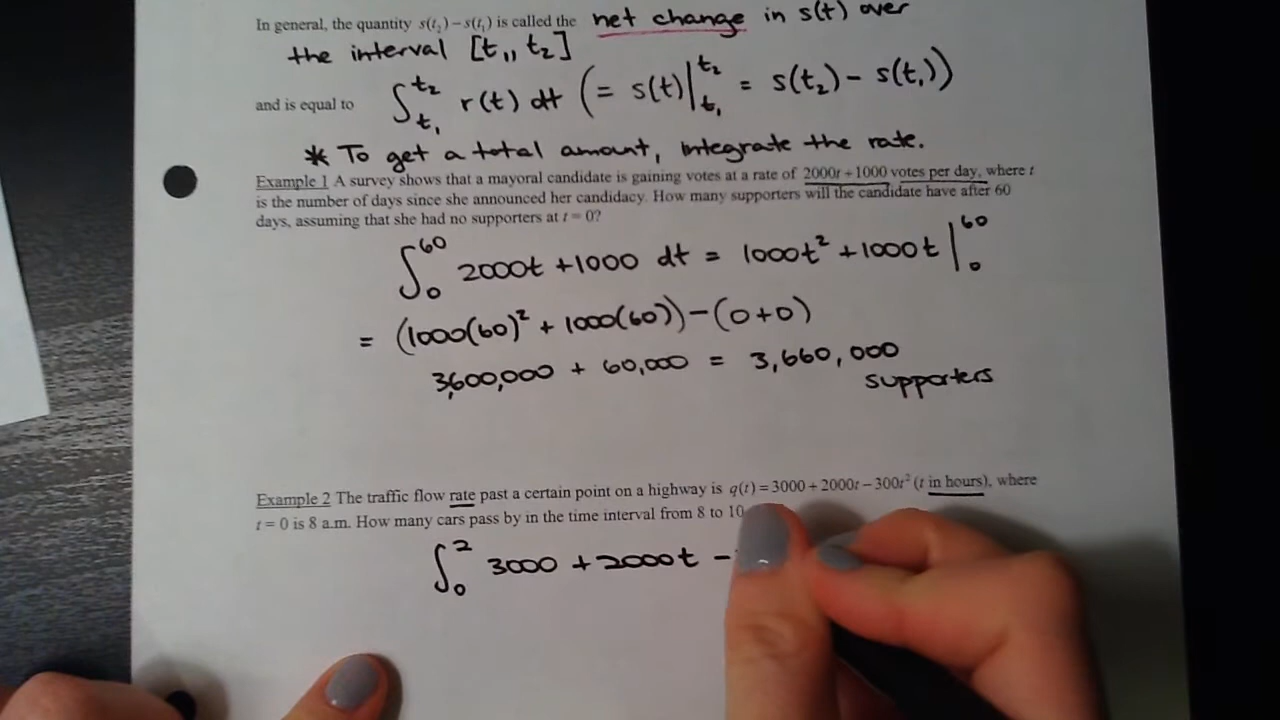 In general, the quantity s(t₂) – s(t₁) is called the net change in s(t) over
the interval [t₁, t₂]
and is equal to ∫_{t₁}^{t₂} r(t) dt (= s(t)|_{t₁}^{t₂} = s(t₂) – s(t₁))
* To get a total amount, integrate the rate.
Example 1 A survey shows that a mayoral candidate is gaining votes at a rate of 2000t + 1000 votes per day, where t
is the number of days since she announced her candidacy. How many supporters will the candidate have after 60
days, assuming that she had no supporters at t = 0?
∫_0^{60} 2000t + 1000 dt = 1000t² + 1000t |_0^{60}
= (1000(60)² + 1000(60)) – (0+0)
3,600,000 + 60,000 = 3,660,000
supporters
Example 2 The traffic flow rate past a certain point on a highway is q(t) = 3000 + 2000t – 300t² (t in hours), where
t = 0 is 8 a.m. How many cars pass by in the time interval from 8 to 10
∫_0^2 3000 + 2000t –